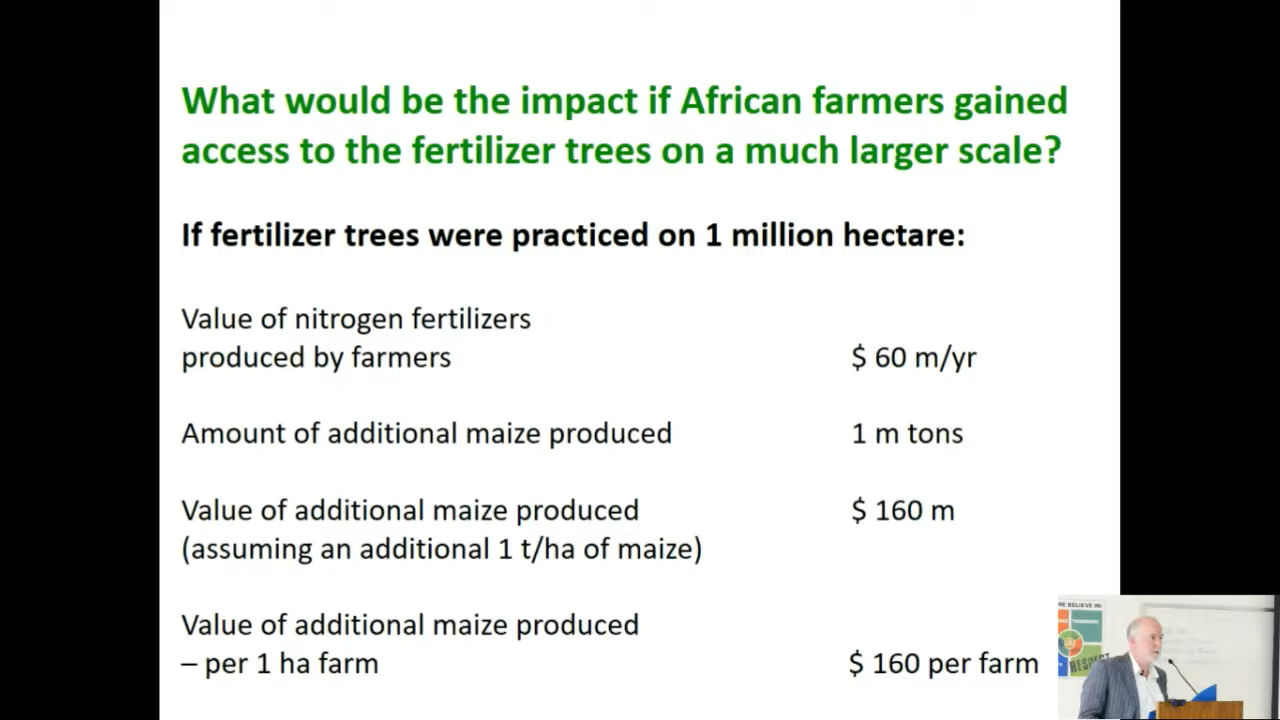 What would be the impact if African farmers gained
access to the fertilizer trees on a much larger scale?
If fertilizer trees were practiced on 1 million hectare:
Value of nitrogen fertilizers
produced by farmers $ 60 m/yr
Amount of additional maize produced 1 m tons
Value of additional maize produced $ 160 m
(assuming an additional 1 t/ha of maize)
Value of additional maize produced
– per 1 ha farm $ 160 per farm
WE BELIEVE IN:
RESPECT